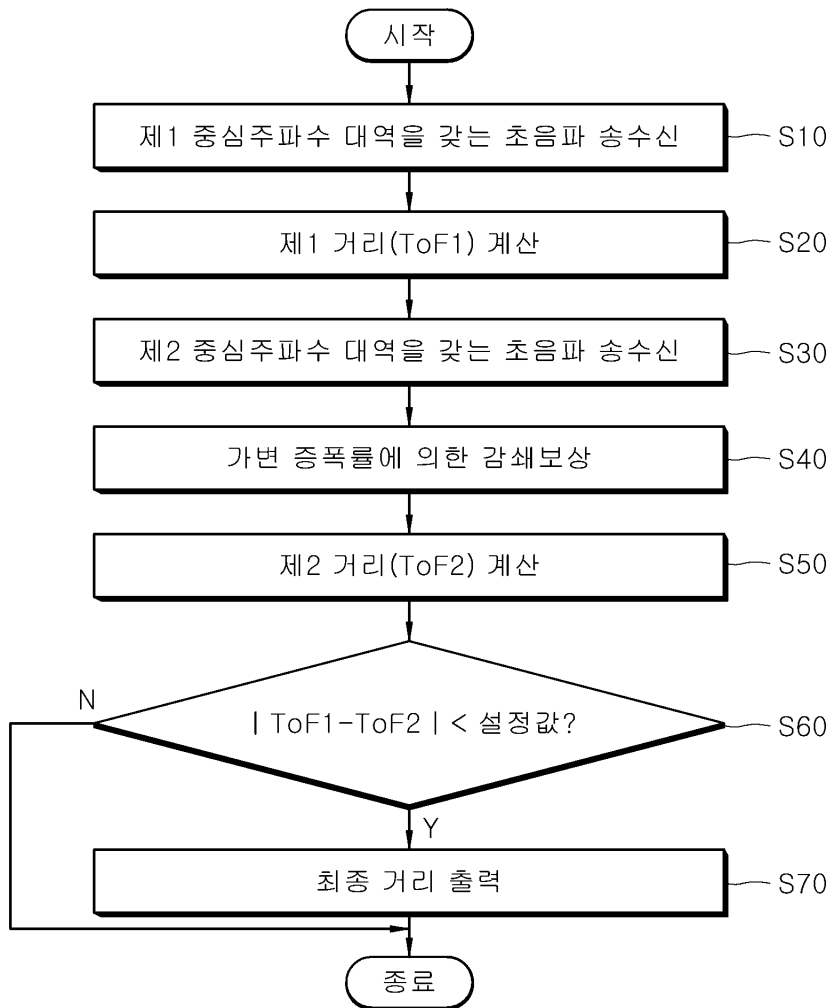 시작
제1 중심주파수 대역을 갖는 초음파 송수신
S10
제1 거리(ToF1) 계산
S20
제2 중심주파수 대역을 갖는 초음파 송수신
S30
가변 증폭률에 의한 감쇄보상
S40
제2 거리(ToF2) 계산
S50
N
| ToF1-ToF2 | < 설정값?
S60
Y
최종 거리 출력
S70
종료